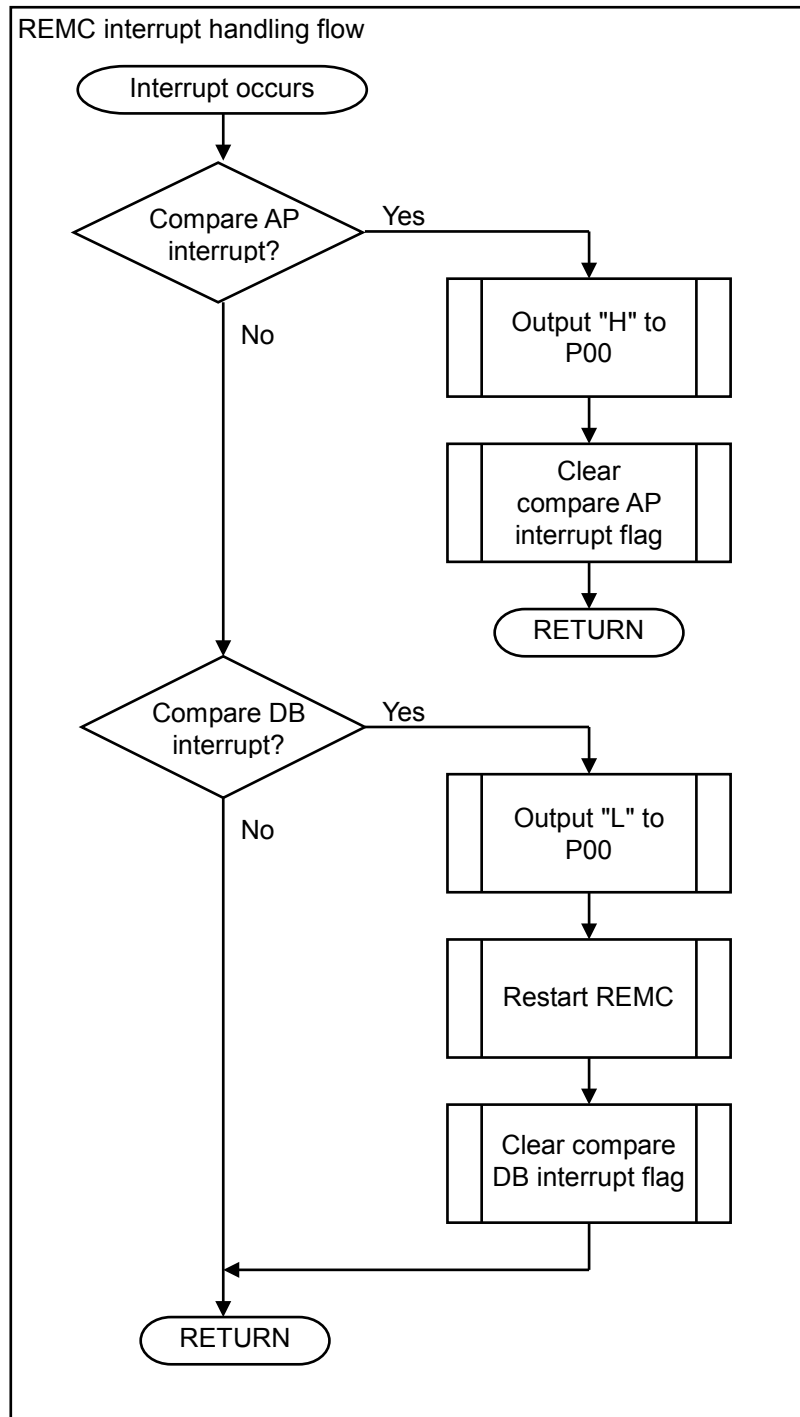 REMC interrupt handling flow
Interrupt occurs
Compare AP
interrupt?
Yes
Output "H" to
P00
No
Clear
compare AP
interrupt flag
RETURN
Compare DB
interrupt?
Yes
Output "L" to
P00
No
Restart REMC
Clear compare
DB interrupt flag
RETURN